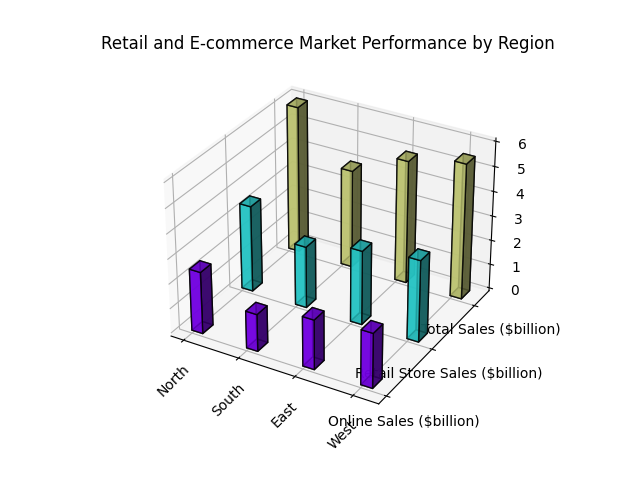 Retail and E-commerce Market Performance by Region
6
5
4
3
2
1
0
Total Sales ($billion)
Retail Store Sales ($billion)
Online Sales ($billion)
North
South
East
West